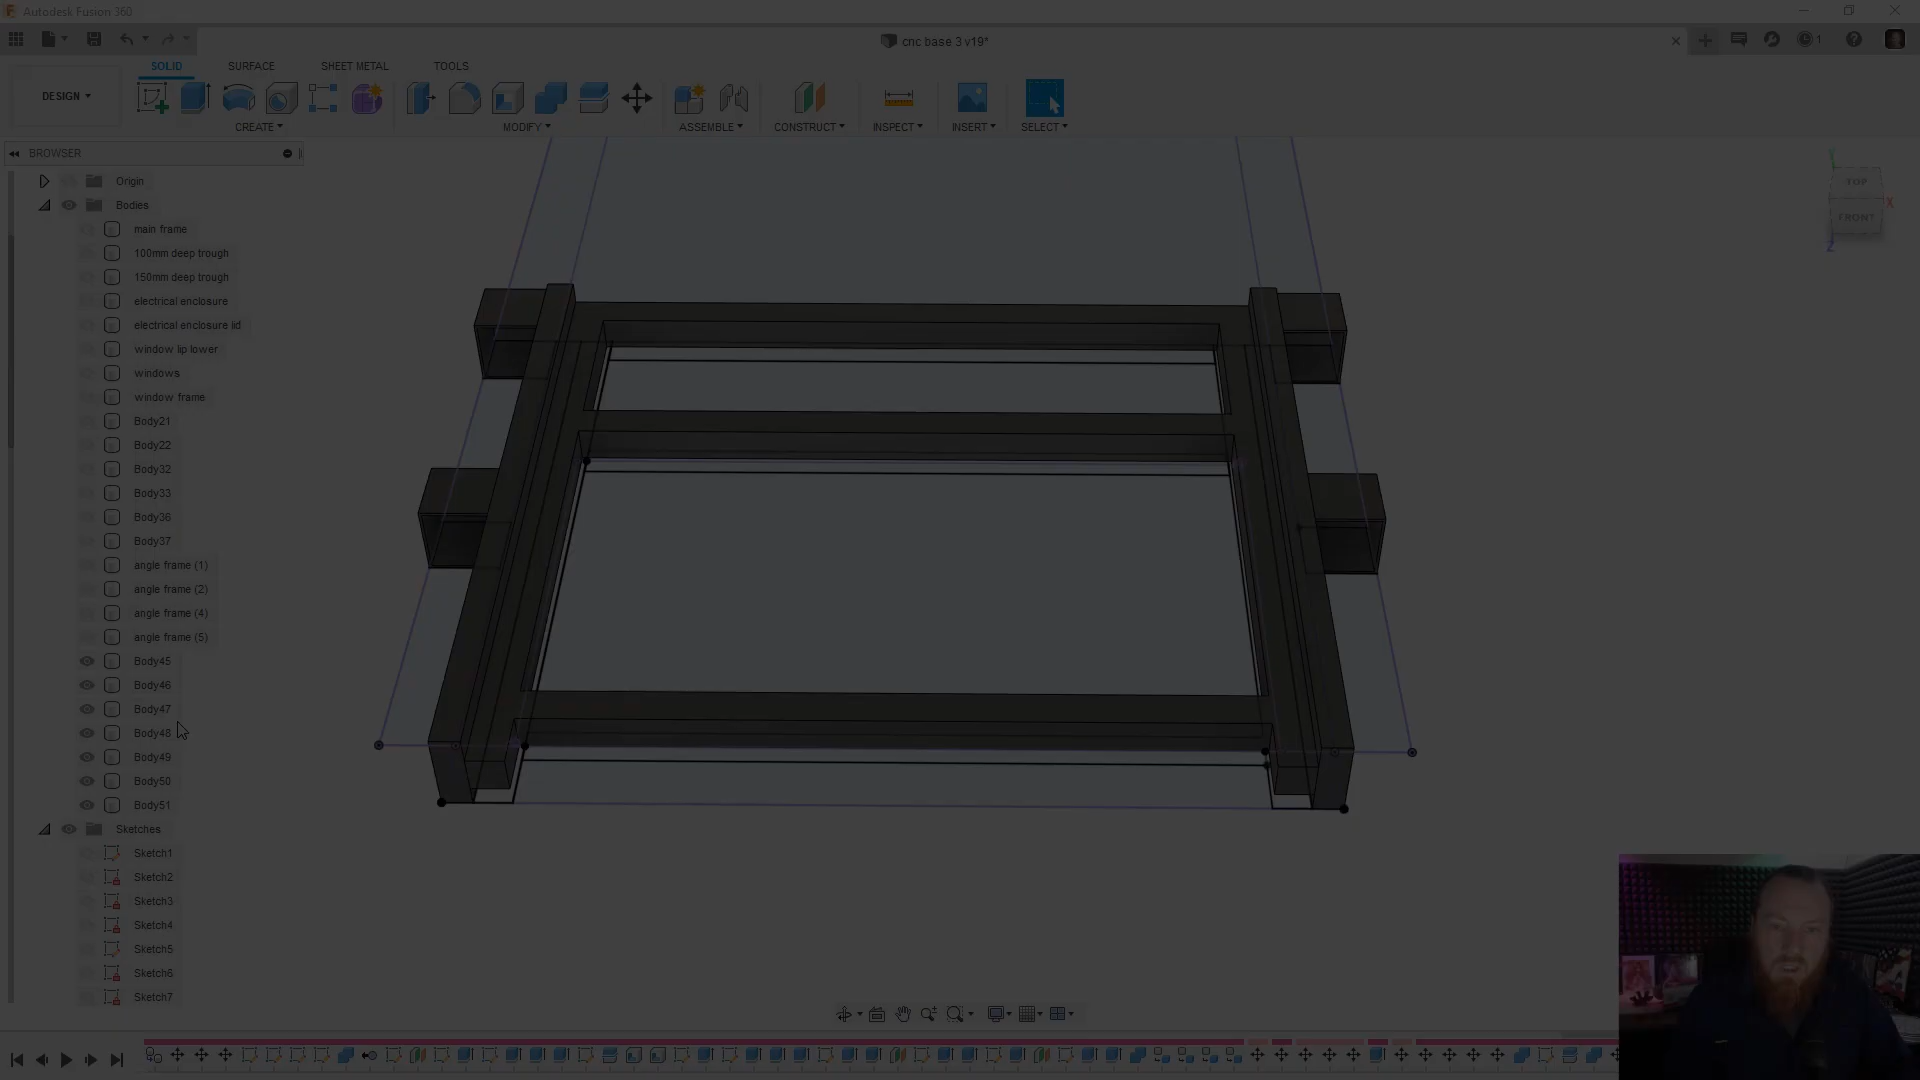 Autodesk Fusion 360
cnc base 3 v19*
1
SOLID SURFACE SHEET METAL TOOLS
DESIGN
CREATE MODIFY ASSEMBLE CONSTRUCT INSPECT INSERT SELECT
BROWSER
Origin
Bodies
main frame
100mm deep trough
150mm deep trough
electrical enclosure
electrical enclosure lid
window lip lower
windows
window frame
Body21
Body22
Body32
Body33
Body36
Body37
angle frame (1)
angle frame (2)
angle frame (4)
angle frame (5)
Body45
Body46
Body47
Body48
Body49
Body50
Body51
Sketches
Sketch1
Sketch2
Sketch3
Sketch4
Sketch5
Sketch6
Sketch7
Y
TOP
X
FRONT
Z